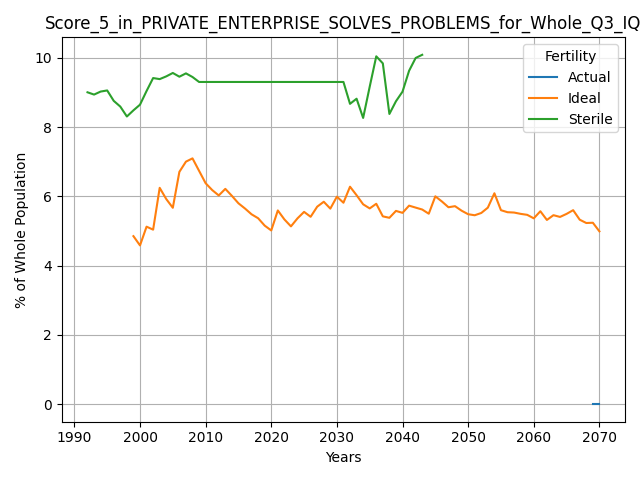 Score_5_in_PRIVATE_ENTERPRISE_SOLVES_PROBLEMS_for_Whole_Q3_IQ
Fertility
Actual
Ideal
Sterile
% of Whole Population
10
8
6
4
2
0
1990 2000 2010 2020 2030 2040 2050 2060 2070
Years